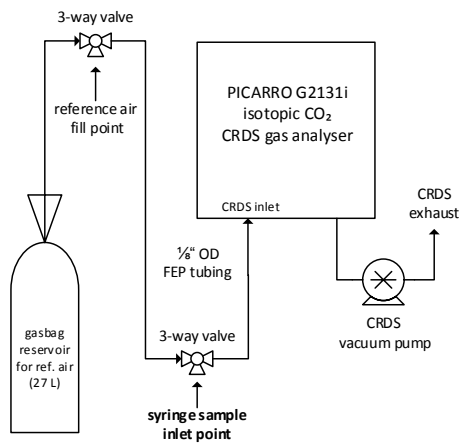 3-way valve
reference air
fill point
PICARRO G2131i
isotopic CO₂
CRDS gas analyser
CRDS inlet
CRDS
exhaust
⅛“ OD
FEP tubing
CRDS
vacuum pump
gasbag
reservoir
for ref. air
(27 L)
3-way valve
syringe sample
inlet point